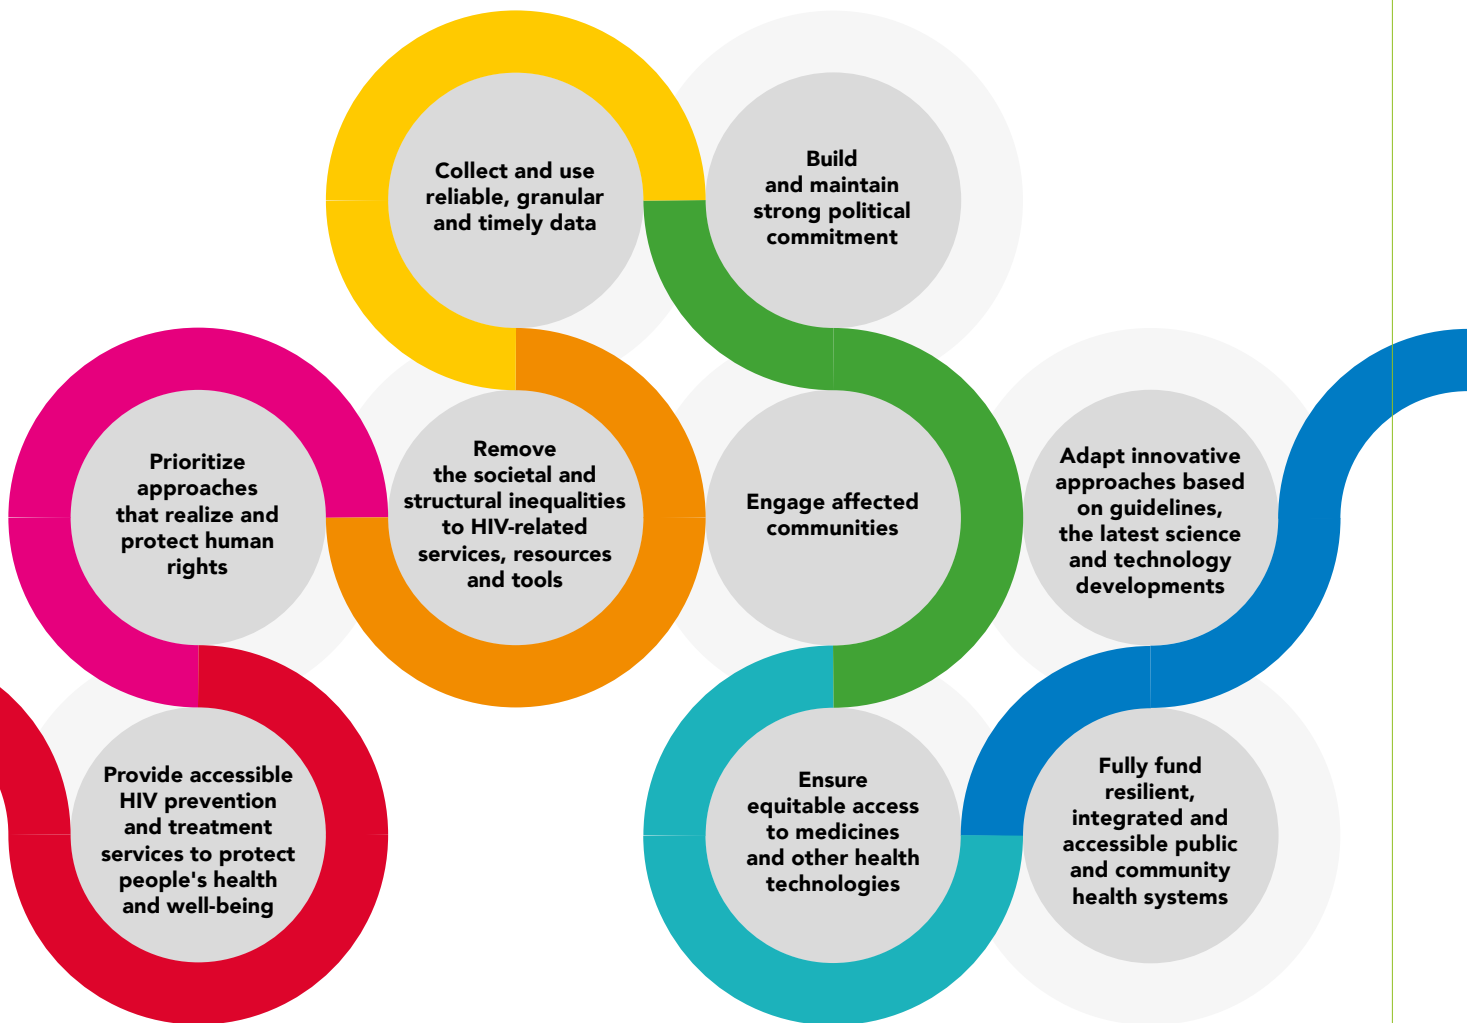 Collect and use
reliable, granular
and timely data
Build
and maintain
strong political
commitment
Prioritize
approaches
that realize and
protect human
rights
Remove
the societal and
structural inequalities
to HIV-related
services, resources
and tools
Engage affected
communities
Adapt innovative
approaches based
on guidelines,
the latest science
and technology
developments
Provide accessible
HIV prevention
and treatment
services to protect
people's health
and well-being
Ensure
equitable access
to medicines
and other health
technologies
Fully fund
resilient,
integrated and
accessible public
and community
health systems